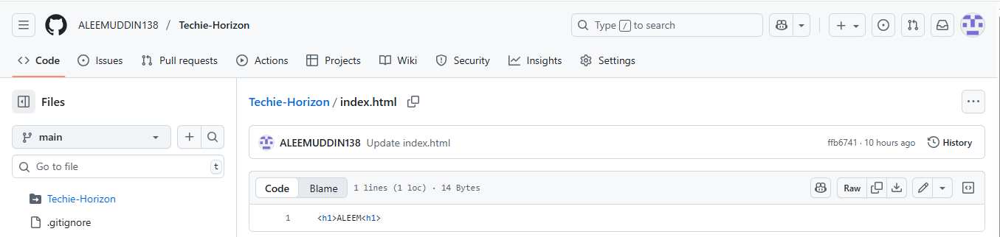 ALEEMUDDIN138 / Techie-Horizon
Type / to search
Code Issues Pull requests Actions Projects Wiki Security Insights Settings
Files
main
Go to file
t
Techie-Horizon
.gitignore
Techie-Horizon / index.html
ALEEMUDDIN138 Update index.html
ffb6741 · 10 hours ago
History
Code Blame
1 lines (1 loc) · 14 Bytes
Raw
1 <h1>ALEEM<h1>